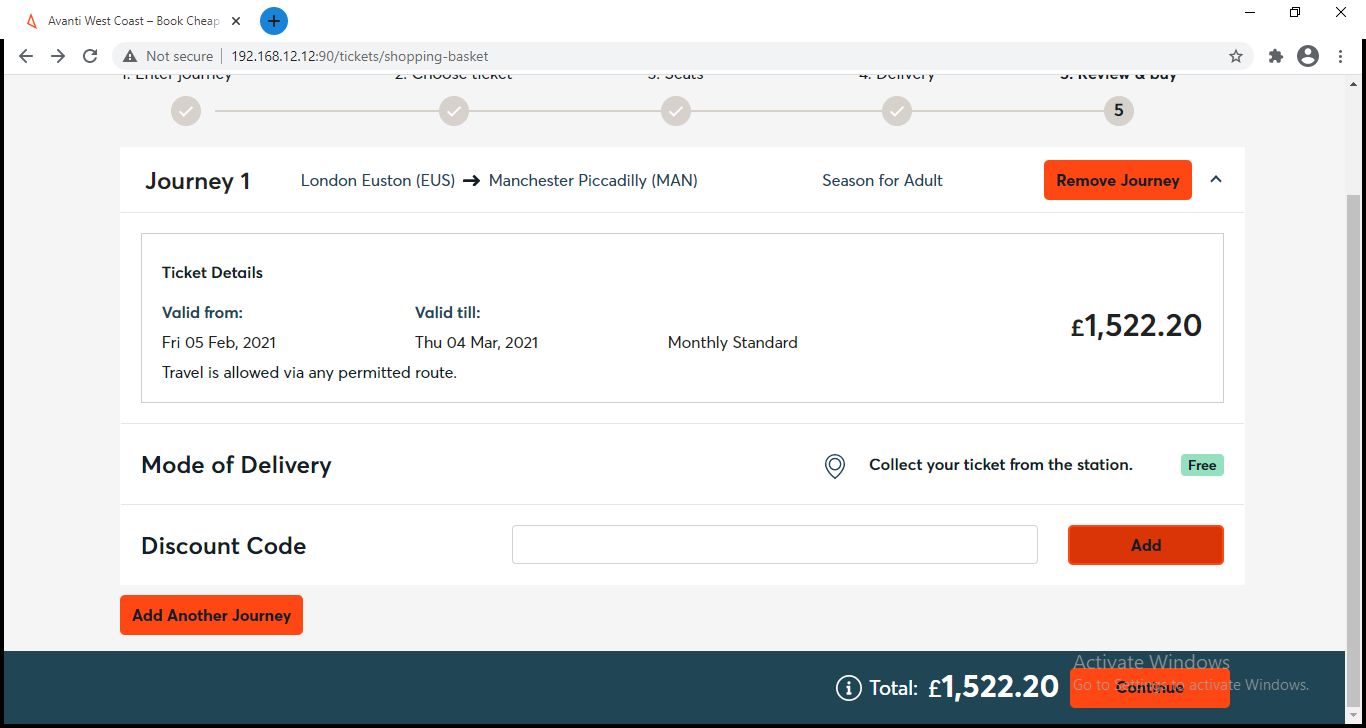 Avanti West Coast – Book Cheap
Not secure
192.168.12.12:90/tickets/shopping-basket
1. Enter journey
2. Choose ticket
3. Seats
4. Delivery
5. Review & buy
5
Journey 1
London Euston (EUS)
Manchester Piccadilly (MAN)
Season for Adult
Remove Journey
Ticket Details
Valid from:
Valid till:
Fri 05 Feb, 2021
Thu 04 Mar, 2021
Monthly Standard
£1,522.20
Travel is allowed via any permitted route.
Mode of Delivery
Collect your ticket from the station.
Free
Discount Code
Add
Add Another Journey
Total: £1,522.20
Continue
Activate Windows
Go to Settings to activate Windows.